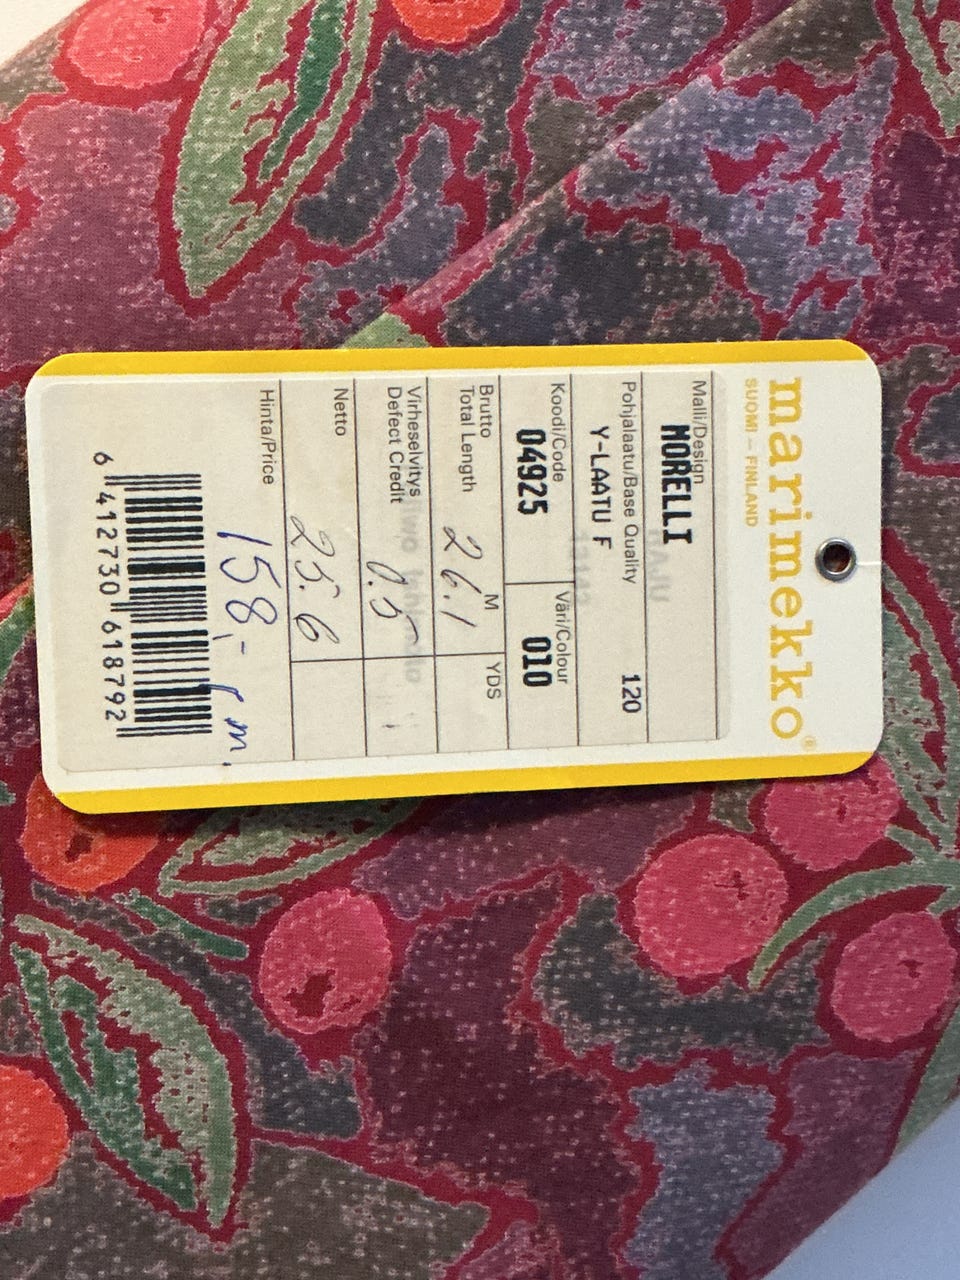 marimekko®
SUOMI – FINLAND
Malli/Design
MORELLI
Pohjalaatu/Base Quality
Y-LAATU F 120
Koodi/Code Väri/Colour
04925 010
Brutto M YDS
Total Length 26.1
Virheselvitys
Defect Credit 0.5
Netto 25.6
Hinta/Price 158,- / m.
6 412730 618792